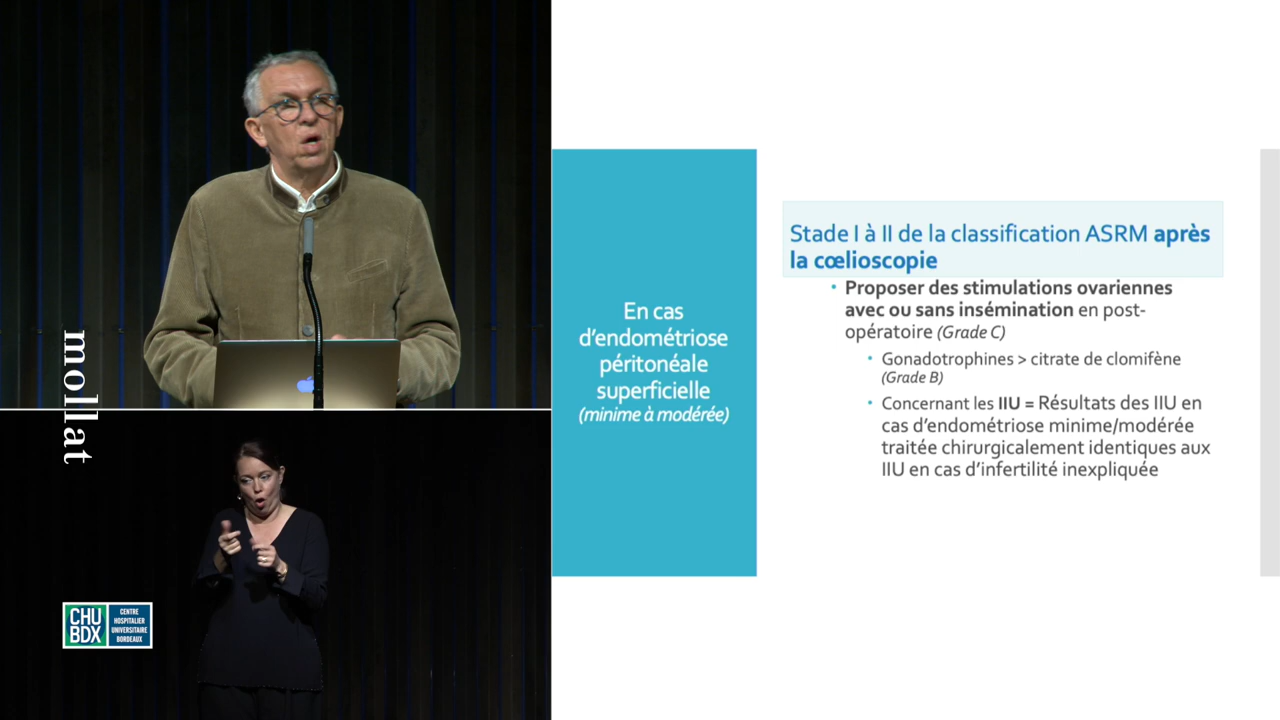 mollat
CHU
BDX
CENTRE
HOSPITALIER
UNIVERSITAIRE
BORDEAUX
En cas
d'endométriose
péritonéale
superficielle
(minime à modérée)
Stade I à II de la classification ASRM après
la cœlioscopie
• Proposer des stimulations ovariennes
avec ou sans insémination en post-
opératoire (Grade C)
• Gonadotrophines > citrate de clomifène
(Grade B)
• Concernant les IIU = Résultats des IIU en
cas d'endométriose minime/modérée
traitée chirurgicalement identiques aux
IIU en cas d'infertilité inexpliquée